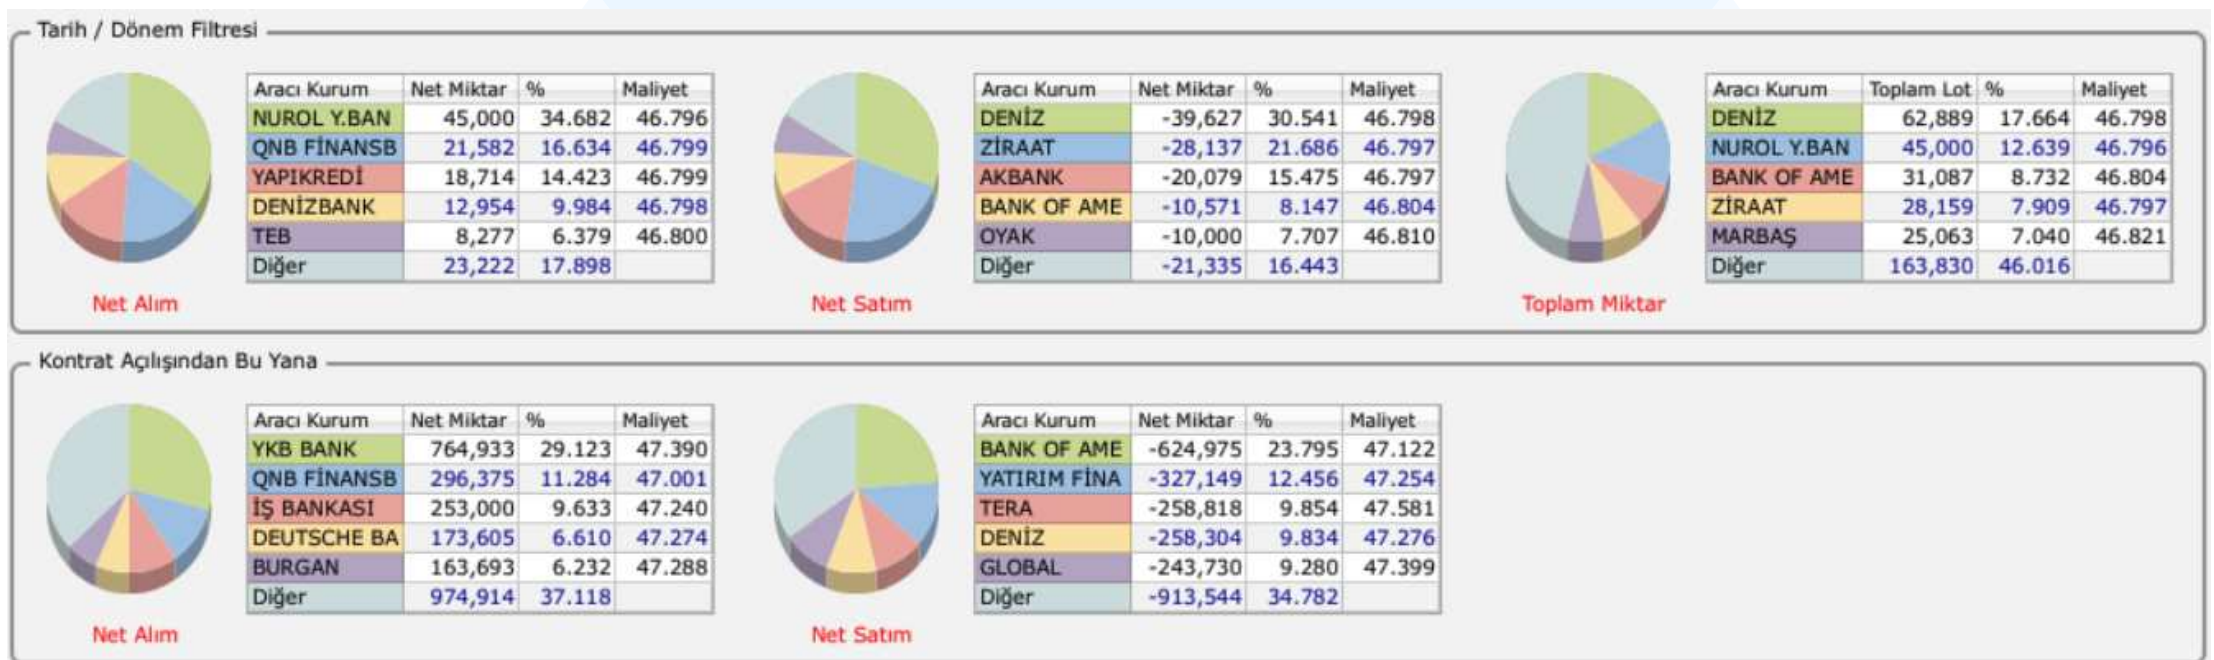 Tarih / Dönem Filtresi
Aracı Kurum Net Miktar % Maliyet
NUROL Y.BAN 45,000 34.682 46.796
QNB FİNANSB 21,582 16.634 46.799
YAPIKREDİ 18,714 14.423 46.799
DENİZBANK 12,954 9.984 46.798
TEB 8,277 6.379 46.800
Diğer 23,222 17.898
Net Alım
Aracı Kurum Net Miktar % Maliyet
DENİZ -39,627 30.541 46.798
ZİRAAT -28,137 21.686 46.797
AKBANK -20,079 15.475 46.797
BANK OF AME -10,571 8.147 46.804
OYAK -10,000 7.707 46.810
Diğer -21,335 16.443
Net Satım
Aracı Kurum Toplam Lot % Maliyet
DENİZ 62,889 17.664 46.798
NUROL Y.BAN 45,000 12.639 46.796
BANK OF AME 31,087 8.732 46.804
ZİRAAT 28,159 7.909 46.797
MARBAŞ 25,063 7.040 46.821
Diğer 163,830 46.016
Toplam Miktar
Kontrat Açılışından Bu Yana
Aracı Kurum Net Miktar % Maliyet
YKB BANK 764,933 29.123 47.390
QNB FİNANSB 296,375 11.284 47.001
İŞ BANKASI 253,000 9.633 47.240
DEUTSCHE BA 173,605 6.610 47.274
BURGAN 163,693 6.232 47.288
Diğer 974,914 37.118
Net Alım
Aracı Kurum Net Miktar % Maliyet
BANK OF AME -624,975 23.795 47.122
YATIRIM FİNA -327,149 12.456 47.254
TERA -258,818 9.854 47.581
DENİZ -258,304 9.834 47.276
GLOBAL -243,730 9.280 47.399
Diğer -913,544 34.782
Net Satım